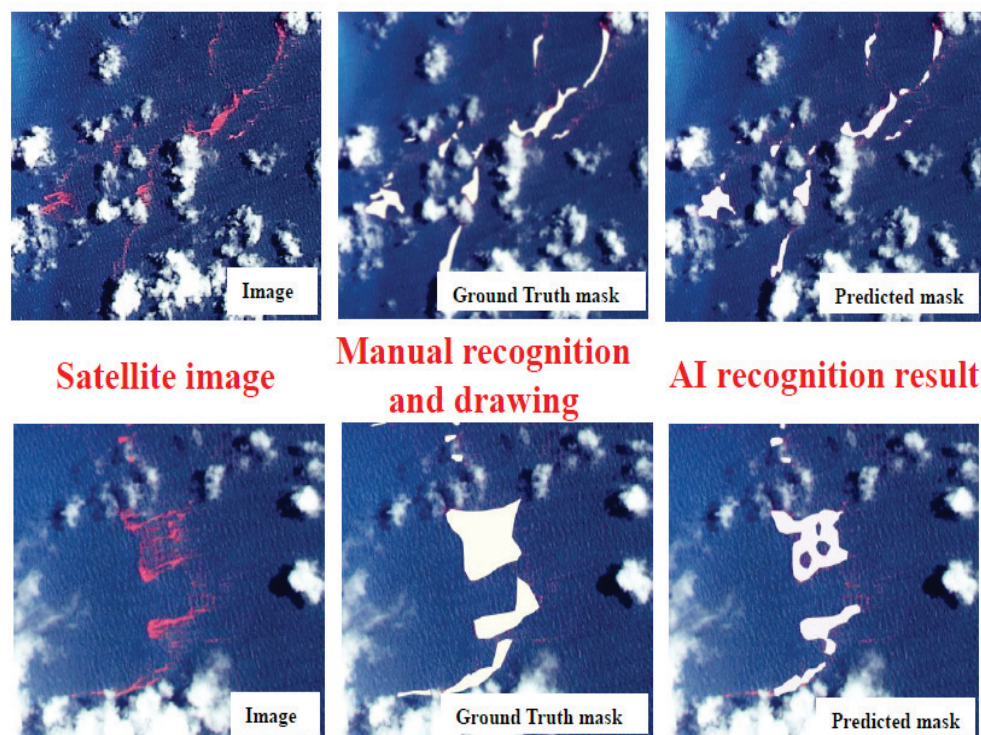 Image
Ground Truth mask
Predicted mask
Satellite image
Manual recognition
and drawing
AI recognition result
Image
Ground Truth mask
Predicted mask